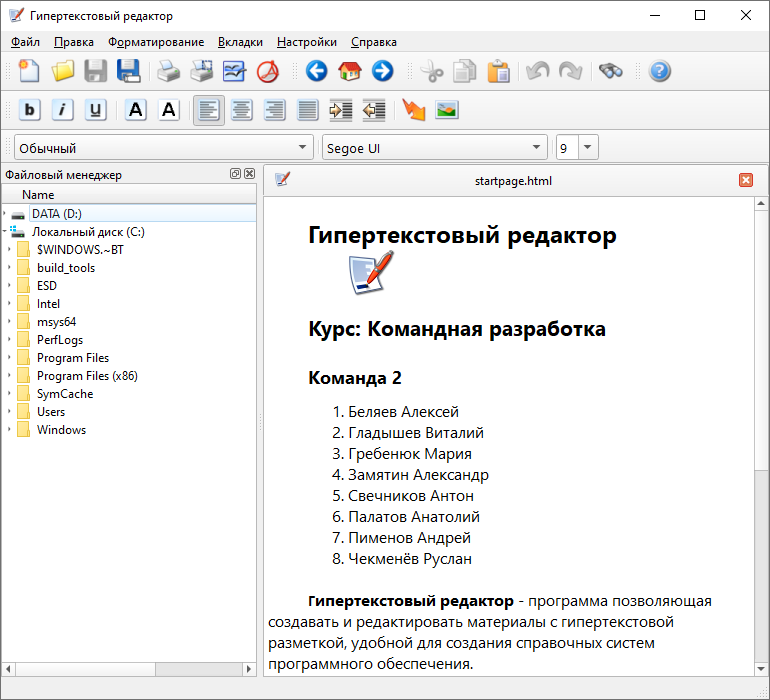 Гипертекстовый редактор
Файл Правка Форматирование Вкладки Настройки Справка
b i u A A
Обычный Segoe UI 9
Файловый менеджер
startpage.html
Name
DATA (D:)
Локальный диск (C:)
$WINDOWS.~BT
build_tools
ESD
Intel
msys64
PerfLogs
Program Files
Program Files (x86)
SymCache
Users
Windows
Гипертекстовый редактор
Курс: Командная разработка
Команда 2
1. Беляев Алексей
2. Гладышев Виталий
3. Гребенюк Мария
4. Замятин Александр
5. Свечников Антон
6. Палатов Анатолий
7. Пименов Андрей
8. Чекменёв Руслан
Гипертекстовый редактор - программа позволяющая
создавать и редактировать материалы с гипертекстовой
разметкой, удобной для создания справочных систем
программного обеспечения.